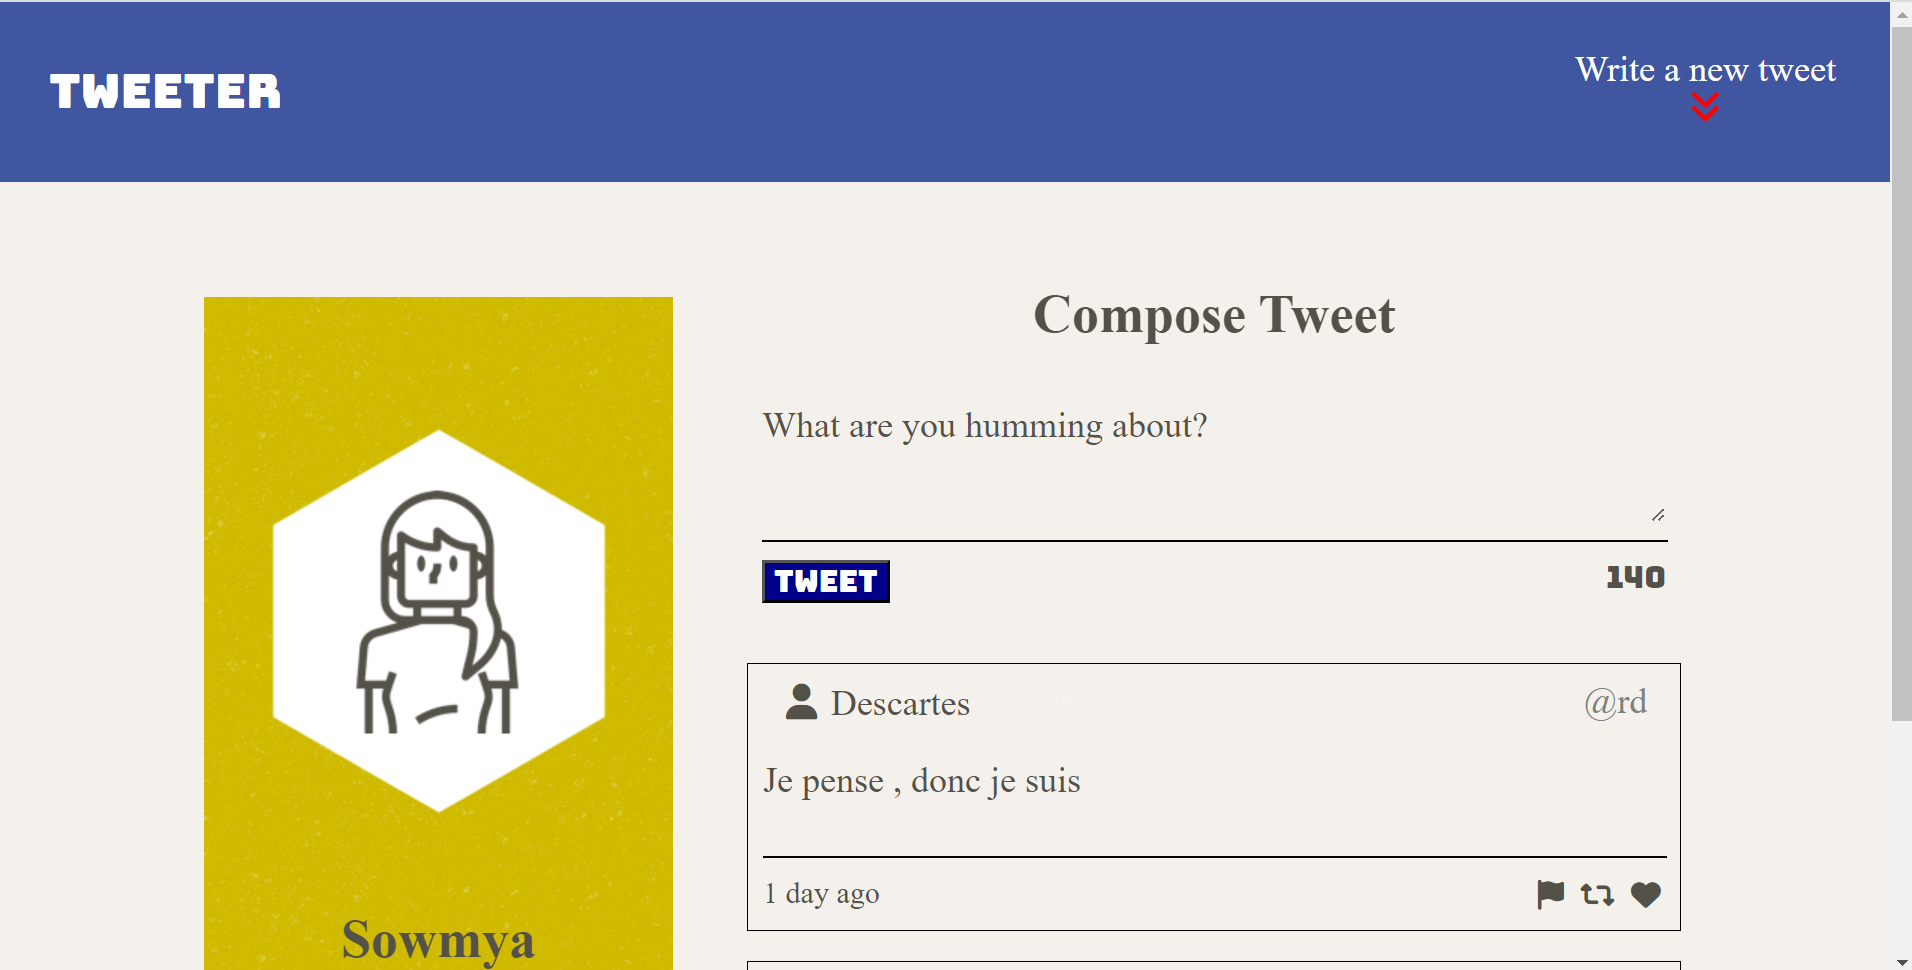 TWEETER
Write a new tweet
Sowmya
Compose Tweet
What are you humming about?
TWEET
140
Descartes
@rd
Je pense , donc je suis
1 day ago